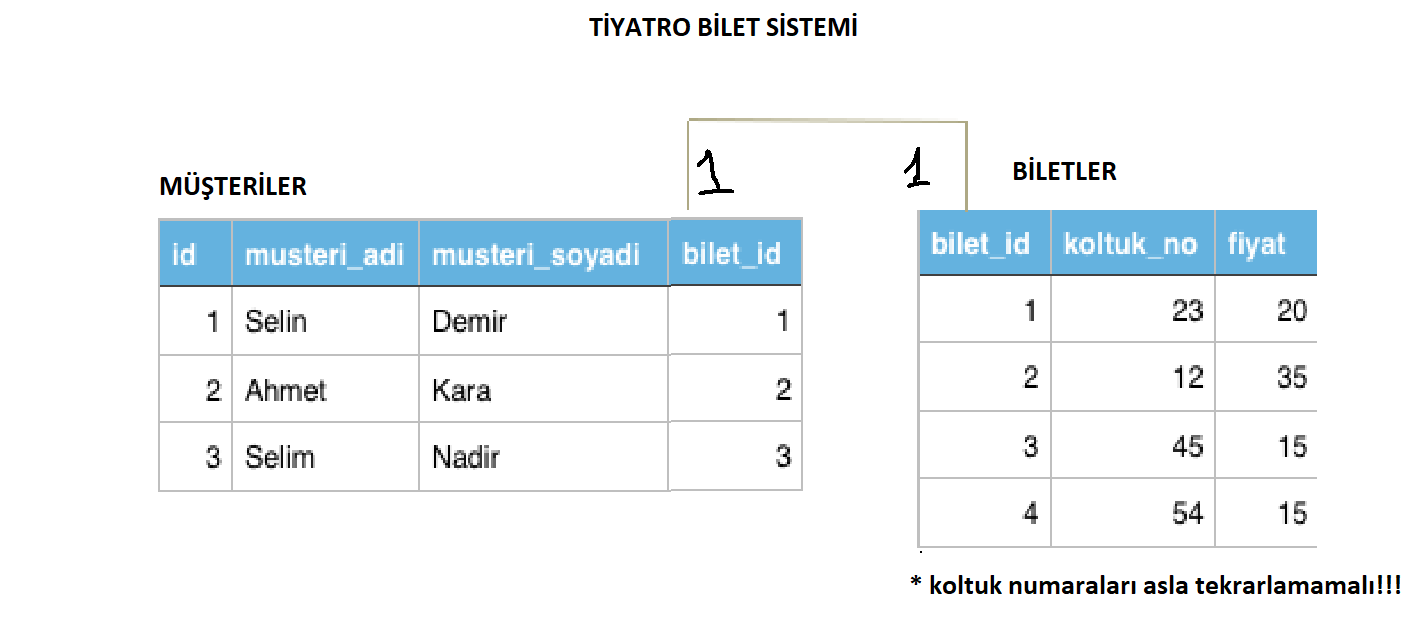 TİYATRO BİLET SİSTEMİ
1 1
MÜŞTERİLER
id musteri_adi musteri_soyadi bilet_id
1 Selin Demir 1
2 Ahmet Kara 2
3 Selim Nadir 3
BİLETLER
bilet_id koltuk_no fiyat
1 23 20
2 12 35
3 45 15
4 54 15
* koltuk numaraları asla tekrarlamamalı!!!